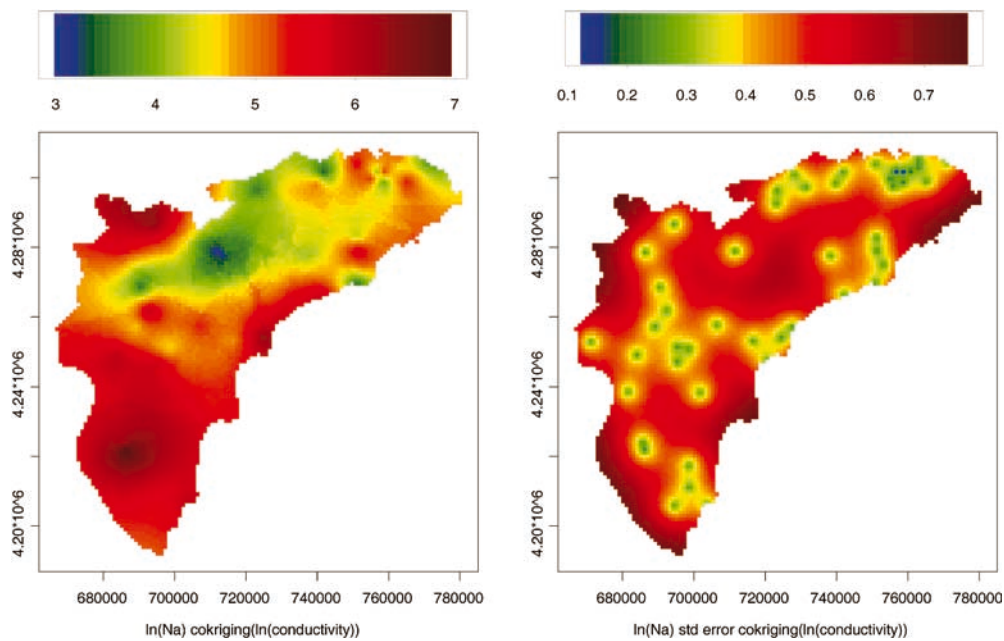 3 4 5 6 7
0.1 0.2 0.3 0.4 0.5 0.6 0.7
4.28*10^6
4.24*10^6
4.20*10^6
680000 700000 720000 740000 760000 780000
ln(Na) cokriging(ln(conductivity))
4.28*10^6
4.24*10^6
4.20*10^6
680000 700000 720000 740000 760000 780000
ln(Na) std error cokriging(ln(conductivity))